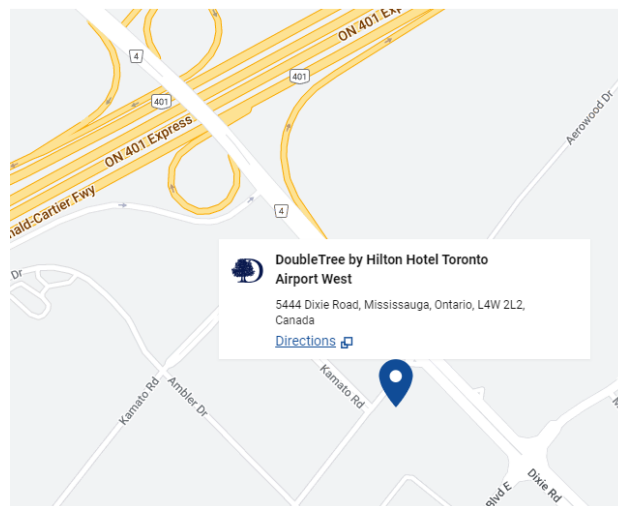 ON 401 Exp
4
401
401
ON 401 Express
Aerowood Dr
nald-Cartier Fwy
4
DoubleTree by Hilton Hotel Toronto
Airport West
5444 Dixie Road, Mississauga, Ontario, L4W 2L2,
Canada
Directions
Dr
Kamato Rd
Ambler Dr
Kamato Rd
Dixie Rd
Blvd E